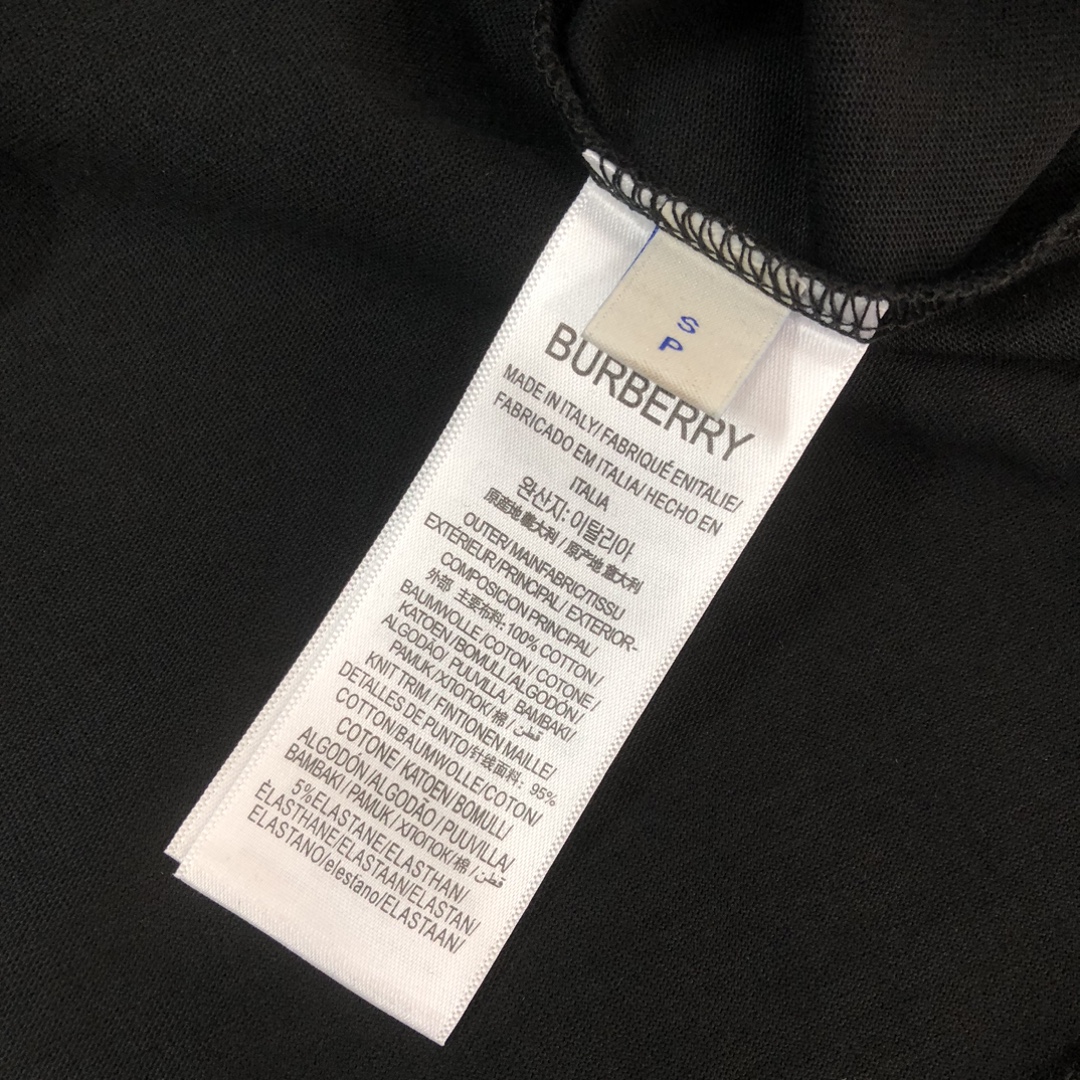 S
P
BURBERRY
MADE IN ITALY/ FABRIQUÉ ENITALIE/
FABRICADO EM ITALIA/ HECHO EN
ITALIA
완산지: 이탈리아
原産地 意大利 / 原产地 意大利
OUTER/ MAINFABRIC/TISSU
EXTÉRIEUR/PRINCIPAL/ EXTERIOR-
COMPOSICION PRINCIPAL/
外部 主要布料:100% COTTON /
BAUMWOLLE /COTON / COTONE /
KATOEN /BOMULL/ ALGODÓN /
ALGODÃO/ PUUVILLA/ BAMBAKI/
PAMUK / ХЛОПОК/ 棉 / قطن
KNIT TRIM / FINTIONEN MAILLE/
DETALLES DE PUNTO/针线面料: 95%
COTTON/BAUMWOLLE/COTON/
COTONE / KATOEN/ BOMULL/
ALGODÓN/ALGODÃO / PUUVILLA/
BAMBAKI / PAMUK / ХЛОПОК/ 棉 / قطن
5%ELASTANE/ELASTHAN/
ÉLASTHANE/ELASTAAN/ELASTAN/
ELASTANO/elestano/ELASTAAN/